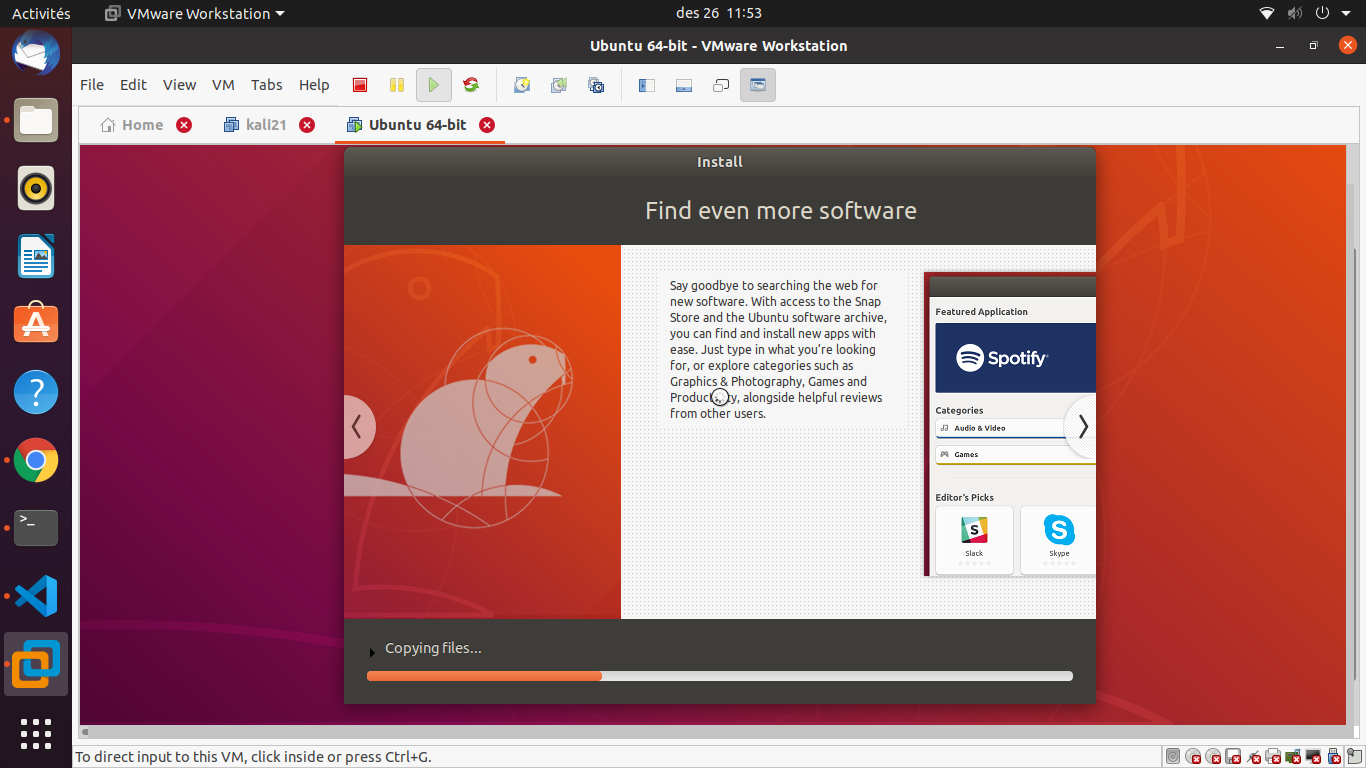 Activités
VMware Workstation
des 26 11:53
Ubuntu 64-bit - VMware Workstation
File Edit View VM Tabs Help
Home
kali21
Ubuntu 64-bit
Install
Find even more software
Say goodbye to searching the web for
new software. With access to the Snap
Store and the Ubuntu software archive,
you can find and install new apps with
ease. Just type in what you're looking
for, or explore categories such as
Graphics & Photography, Games and
Productivity, alongside helpful reviews
from other users.
Featured Application
Spotify
Categories
Audio & Video
Games
Editor's Picks
S
S
Slack
Skype
Copying files...
To direct input to this VM, click inside or press Ctrl+G.